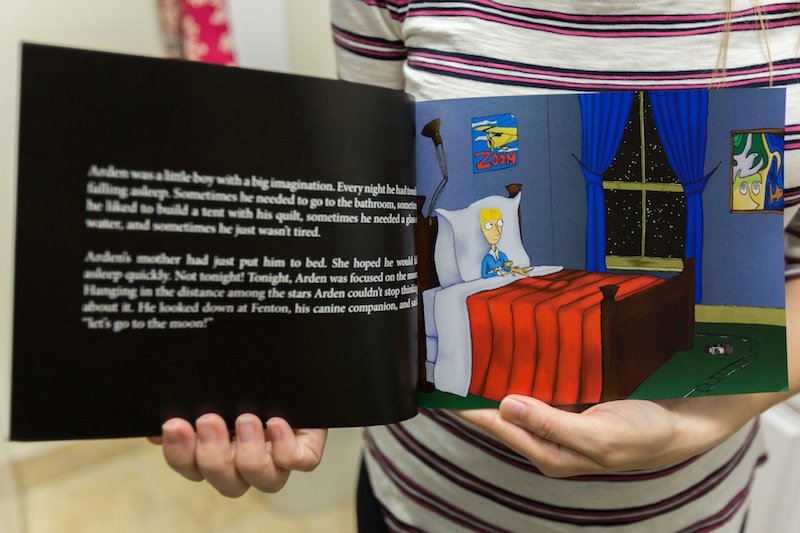 Arden was a little boy with a big imagination. Every night he had
falling asleep. Sometimes he needed to go to the bathroom,
he liked to build a tent with his quilt, sometimes he needed a glass
water, and sometimes he just wasn't tired.
Arden's mother had just put him to bed. She hoped he would
asleep quickly. Not tonight! Tonight, Arden was focused on the moon.
Hanging in the distance among the stars Arden couldn't stop thinking
about it. He looked down at Fenton, his canine companion, and said
"let's go to the moon!"
ZOOM